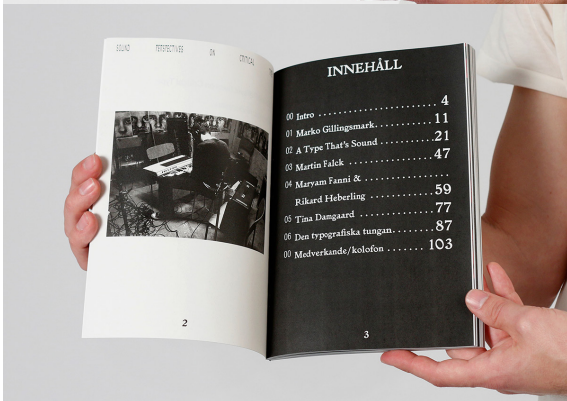 SOUND PERSPECTIVES ON CRITICAL
2
INNEHÅLL
00 Intro . . . . . . . . . . . . . . . . . . . . 4
01 Marko Gillingsmark. . . . . . . . . . 11
02 A Type That's Sound . . . . . . . . . 21
03 Martin Falck . . . . . . . . . . . . . . . 47
04 Maryam Fanni & . . . . . . . . . . . .
Rikard Heberling . . . . . . . . . . . 59
05 Tina Damgaard . . . . . . . . . . . . 77
06 Den typografiska tungan. . . . . . . 87
00 Medverkande/kolofon . . . . . . 103
3